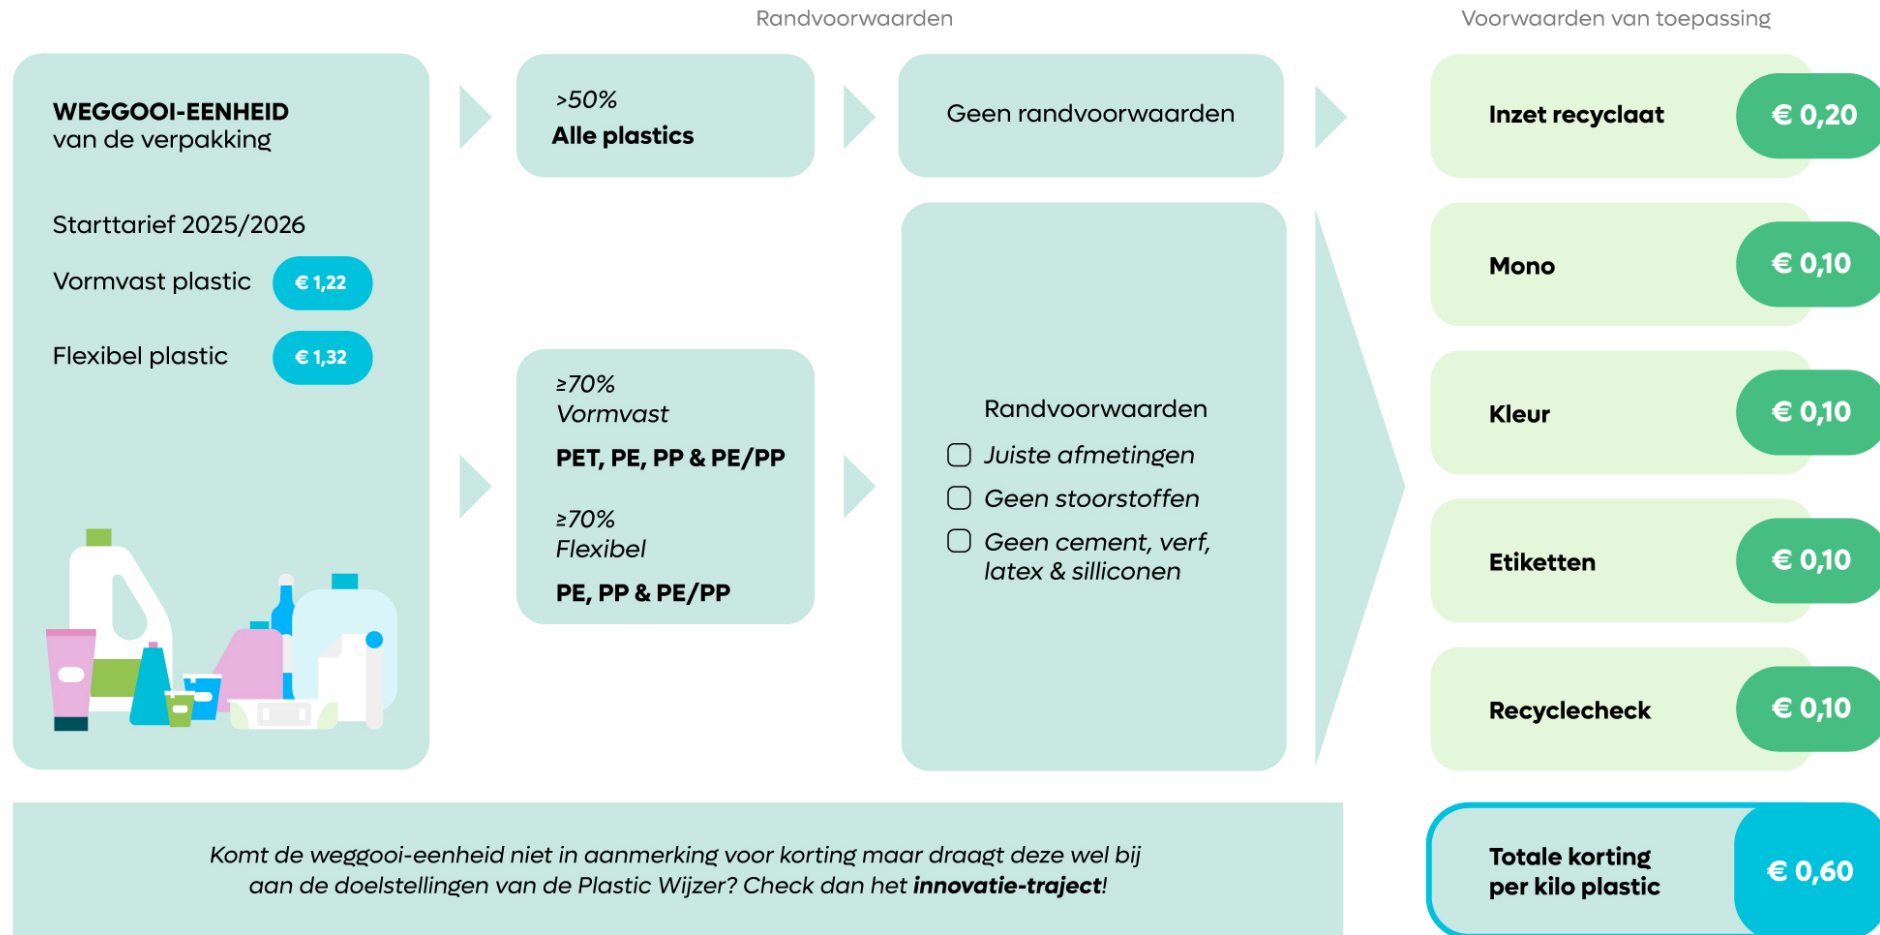 Randvoorwaarden
Voorwaarden van toepassing
WEGGOOI-EENHEID
van de verpakking
Starttarief 2025/2026
Vormvast plastic € 1,22
Flexibel plastic € 1,32
>50%
Alle plastics
≥70%
Vormvast
PET, PE, PP & PE/PP
≥70%
Flexibel
PE, PP & PE/PP
Geen randvoorwaarden
Randvoorwaarden
Juiste afmetingen
Geen stoorstoffen
Geen cement, verf,
latex & silliconen
Inzet recyclaat € 0,20
Mono € 0,10
Kleur € 0,10
Etiketten € 0,10
Recyclecheck € 0,10
Komt de weggooi-eenheid niet in aanmerking voor korting maar draagt deze wel bij
aan de doelstellingen van de Plastic Wijzer? Check dan het innovatie-traject!
Totale korting
per kilo plastic
€ 0,60